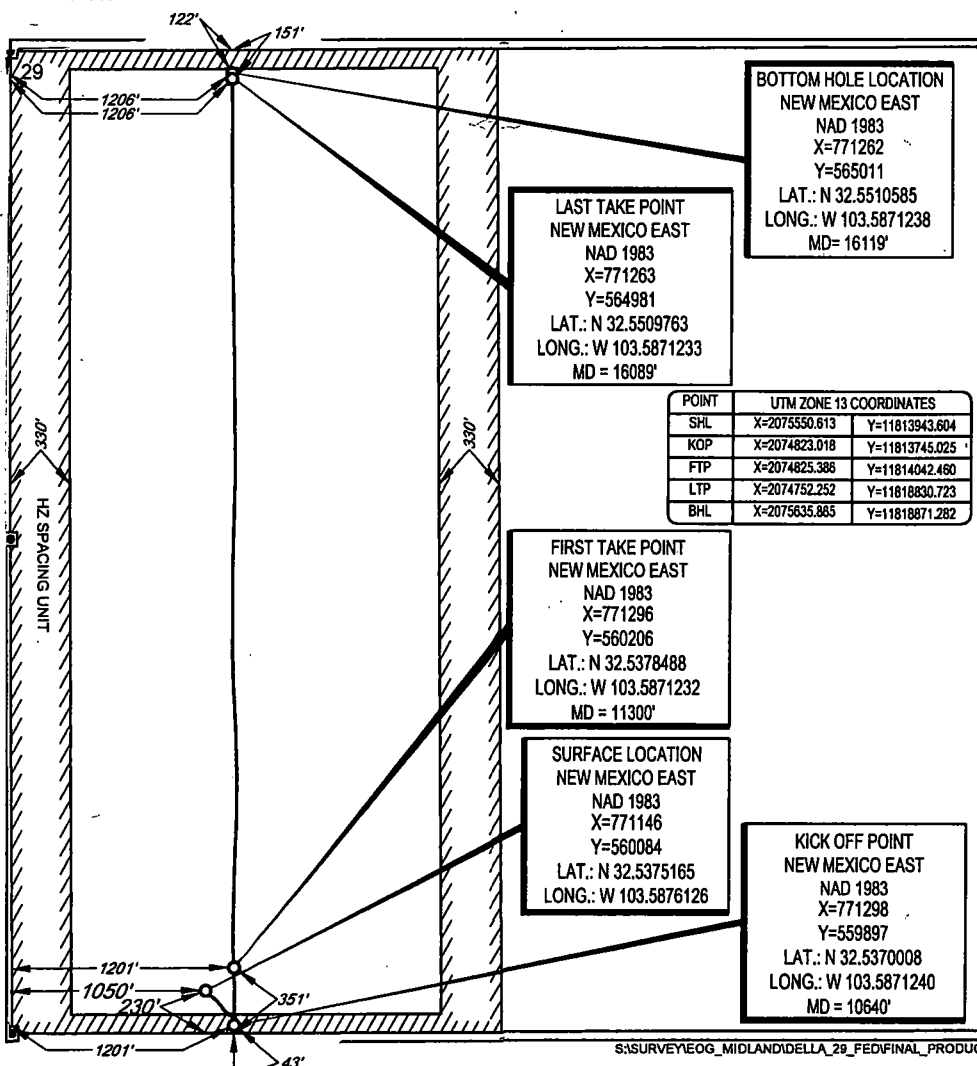 122'
151'
29
1206'
1206'
BOTTOM HOLE LOCATION
NEW MEXICO EAST
NAD 1983
X=771262
Y=565011
LAT.: N 32.5510585
LONG.: W 103.5871238
MD= 16119'
LAST TAKE POINT
NEW MEXICO EAST
NAD 1983
X=771263
Y=564981
LAT.: N 32.5509763
LONG.: W 103.5871233
MD = 16089'
POINT UTM ZONE 13 COORDINATES
SHL X=2075550.613 Y=11813943.604
KOP X=2074823.018 Y=11813745.025
FTP X=2074825.386 Y=11814042.460
LTP X=2074752.252 Y=11818830.723
BHL X=2075635.865 Y=11818871.282
330'
330'
HZ SPACING UNIT
FIRST TAKE POINT
NEW MEXICO EAST
NAD 1983
X=771296
Y=560206
LAT.: N 32.5378488
LONG.: W 103.5871232
MD = 11300'
SURFACE LOCATION
NEW MEXICO EAST
NAD 1983
X=771146
Y=560084
LAT.: N 32.5375165
LONG.: W 103.5876126
KICK OFF POINT
NEW MEXICO EAST
NAD 1983
X=771298
Y=559897
LAT.: N 32.5370008
LONG.: W 103.5871240
MD = 10640'
1201'
1050'
230'
351'
1201'
43'
S:\SURVEY\EOG_MIDLAND\DELLA_29_FED\FINAL_PRODUC